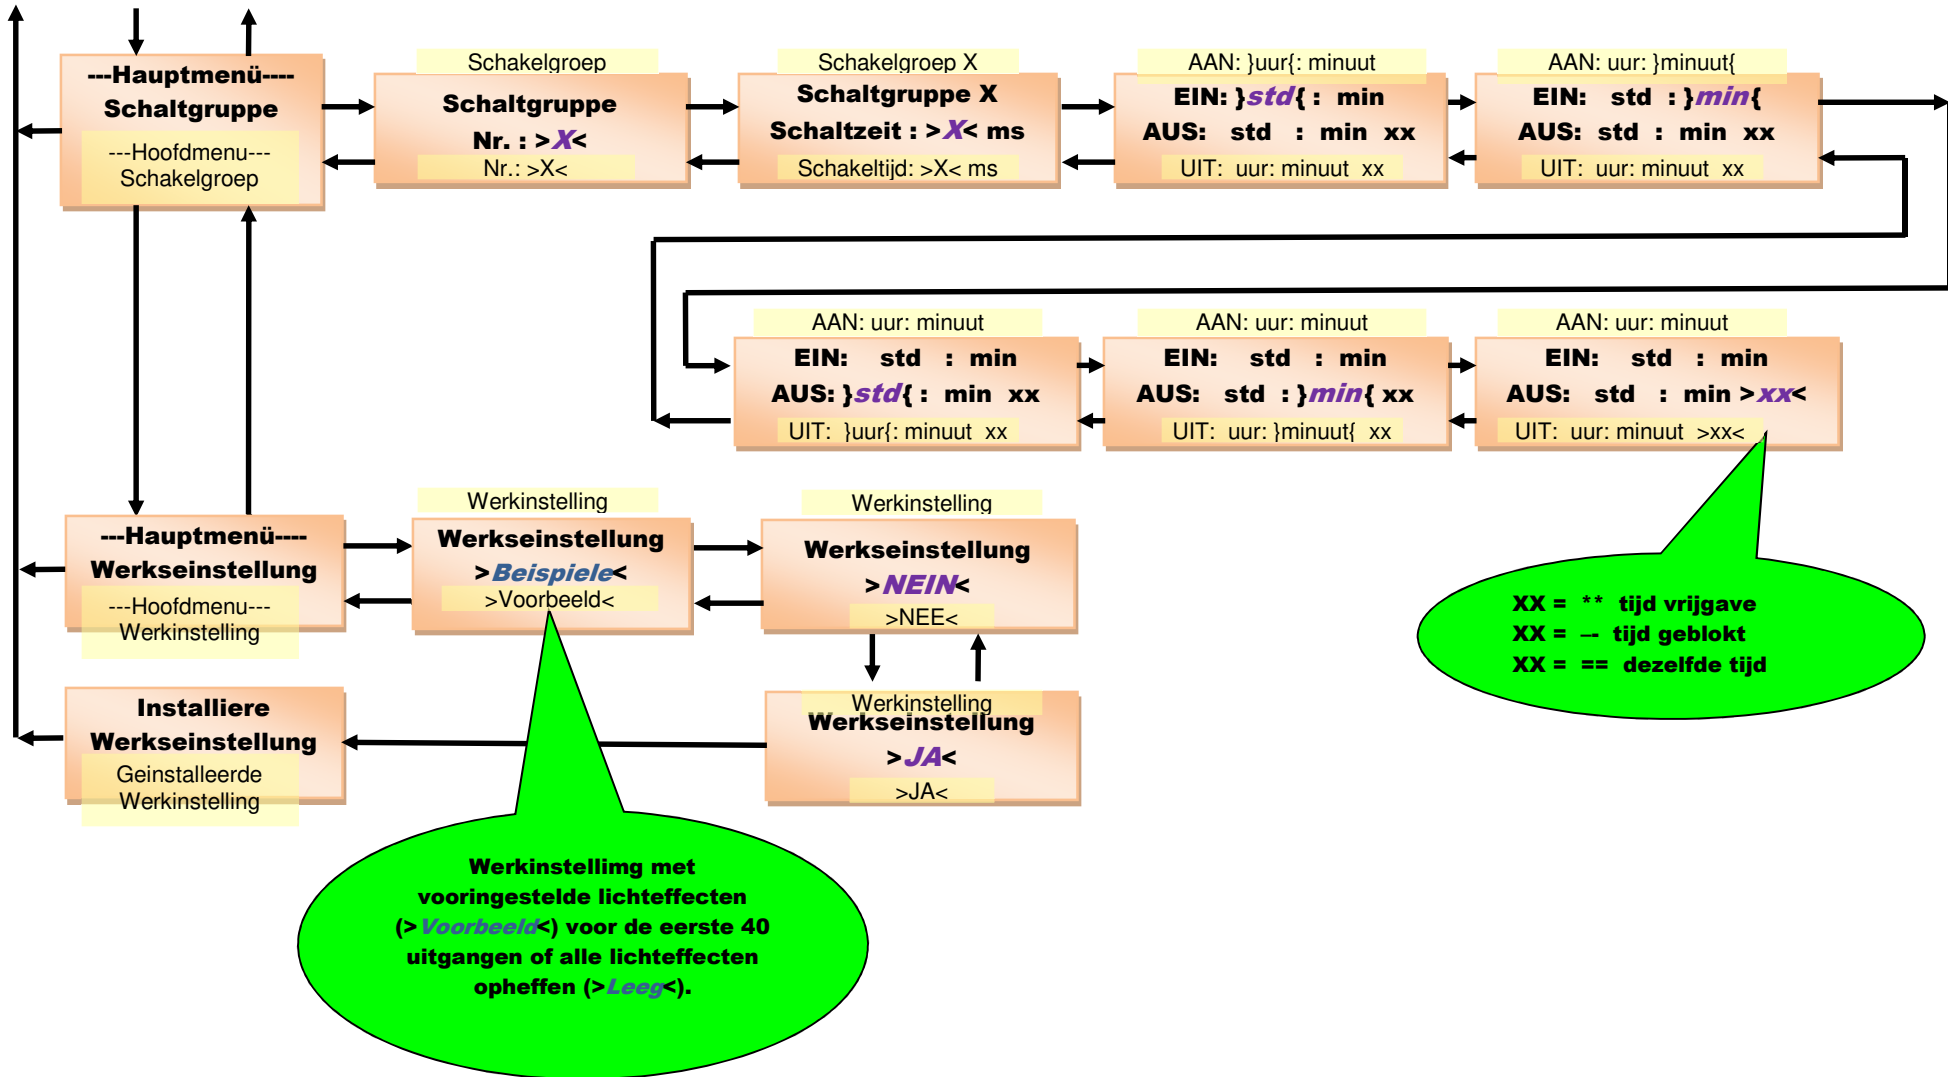 ---Hauptmenü----
Schaltgruppe
---Hoofdmenu---
Schakelgroep
Schakelgroep
Schaltgruppe
Nr. : >X<
Nr.: >X<
Schakelgroep X
Schaltgruppe X
Schaltzeit : >X< ms
Schakeltijd: >X< ms
AAN: }uur{: minuut
EIN: }std{ : min
AUS: std : min xx
UIT: uur: minuut xx
AAN: uur: }minuut{
EIN: std : }min{
AUS: std : min xx
UIT: uur: minuut xx
AAN: uur: minuut
EIN: std : min
AUS: }std{ : min xx
UIT: }uur{: minuut xx
AAN: uur: minuut
EIN: std : min
AUS: std : }min{ xx
UIT: uur: }minuut{ xx
AAN: uur: minuut
EIN: std : min
AUS: std : min >xx<
UIT: uur: minuut >xx<
XX = ** tijd vrijgave
XX = –- tijd geblokt
XX = == dezelfde tijd
---Hauptmenü----
Werkseinstellung
---Hoofdmenu---
Werkinstelling
Werkinstelling
Werkseinstellung
>Beispiele<
>Voorbeeld<
Werkinstelling
Werkseinstellung
>NEIN<
>NEE<
Installiere
Werkseinstellung
Geinstalleerde
Werkinstelling
Werkinstelling
Werkseinstellung
>JA<
>JA<
Werkinstellimg met
vooringestelde lichteffecten
(>Voorbeeld<) voor de eerste 40
uitgangen of alle lichteffecten
opheffen (>Leeg<).